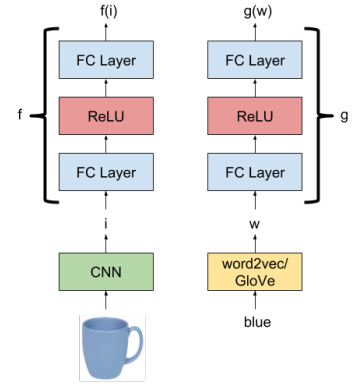 f(i)
g(w)
FC Layer
FC Layer
f
ReLU
ReLU
g
FC Layer
FC Layer
i
w
CNN
word2vec/
GloVe
blue